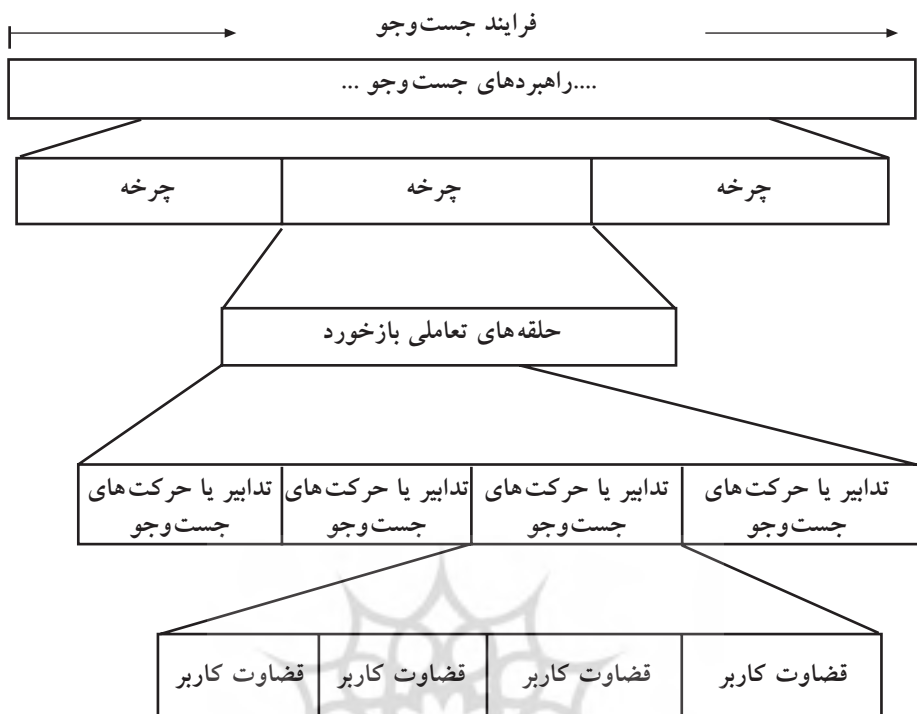 فرایند جست‌وجو
....راهبردهای جست‌وجو ...
چرخه
چرخه
چرخه
حلقه‌های تعاملی بازخورد
تدابیر یا حرکت‌های
جست‌وجو
تدابیر یا حرکت‌های
جست‌وجو
تدابیر یا حرکت‌های
جست‌وجو
تدابیر یا حرکت‌های
جست‌وجو
قضاوت کاربر
قضاوت کاربر
قضاوت کاربر
قضاوت کاربر